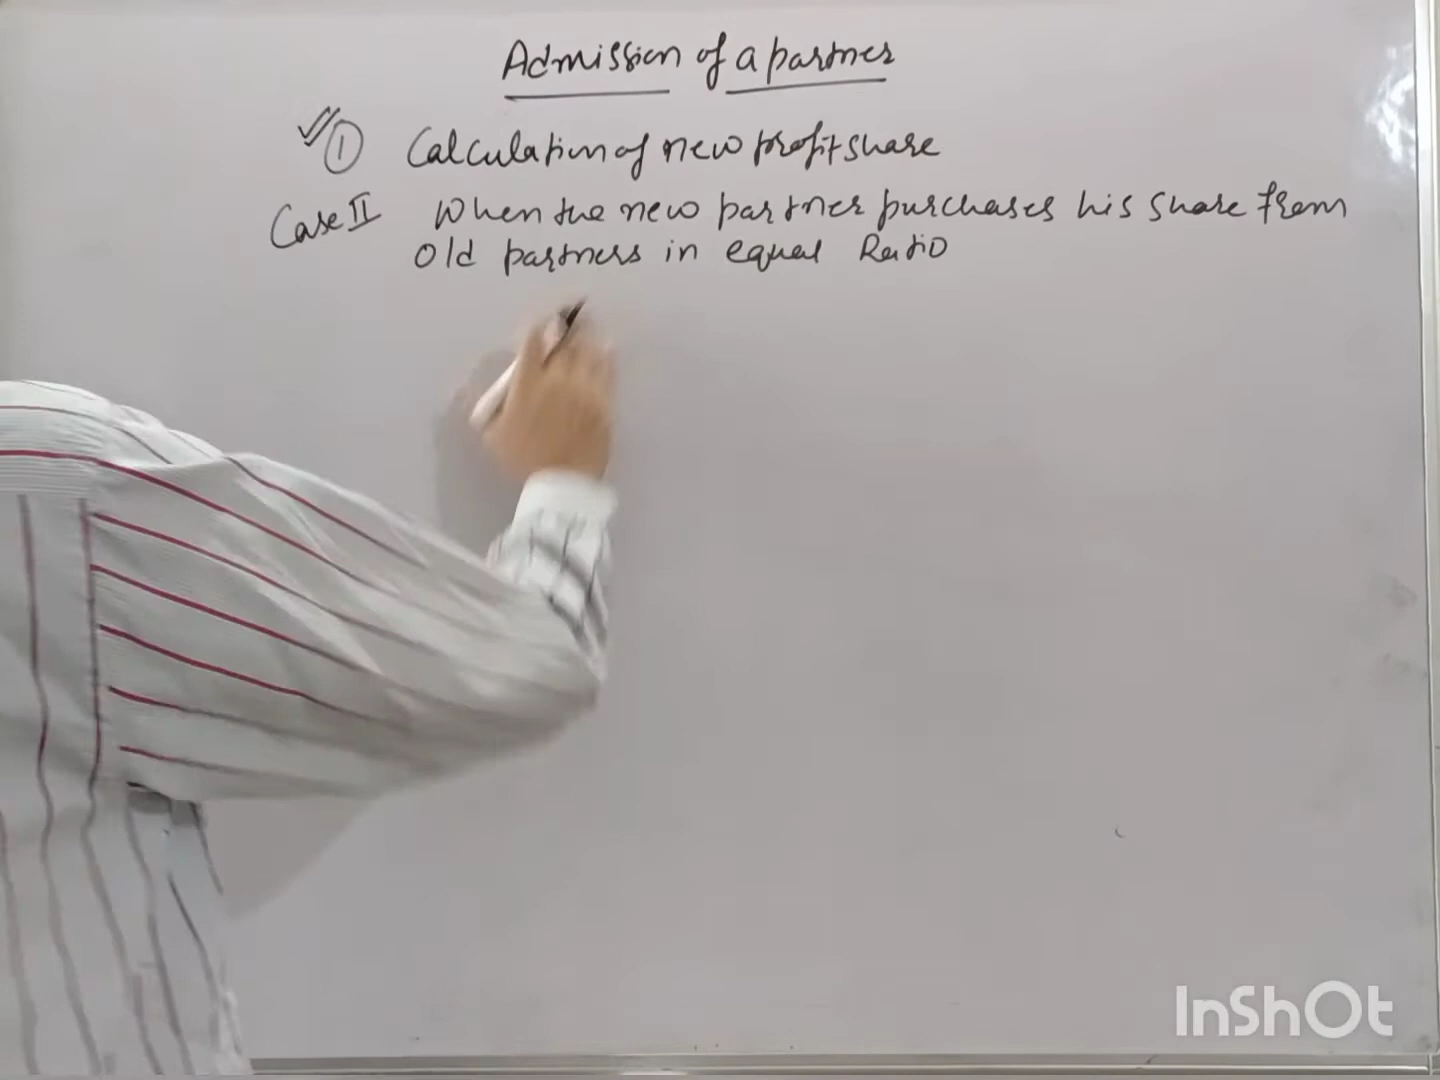 Admission of a partner
① Calculation of new profit share
Case II When the new partner purchases his share from
old partners in equal Ratio
InShOt